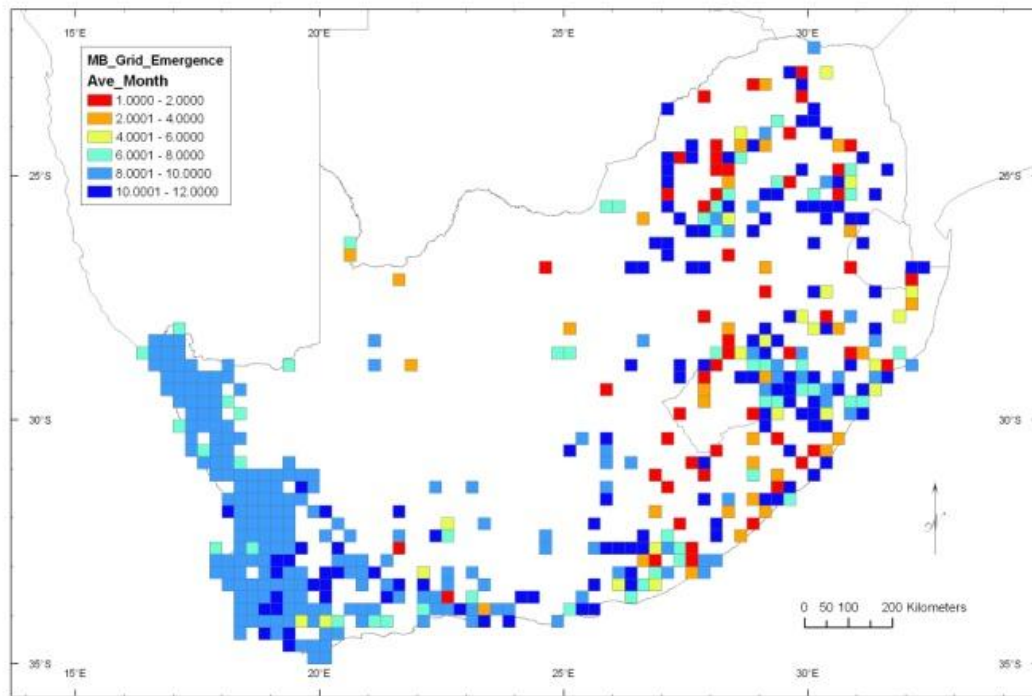 15°E 20°E 30°E
MB_Grid_Emergence
Ave_Month
1.0000 - 2.0000
2.0001 - 4.0000
4.0001 - 6.0000
6.0001 - 8.0000
8.0001 - 10.0000
10.0001 - 12.0000
25°S 25°S
30°S 30°S
0 50 100 200 Kilometers
35°S 35°S
15°E 20°E 25°E 30°E